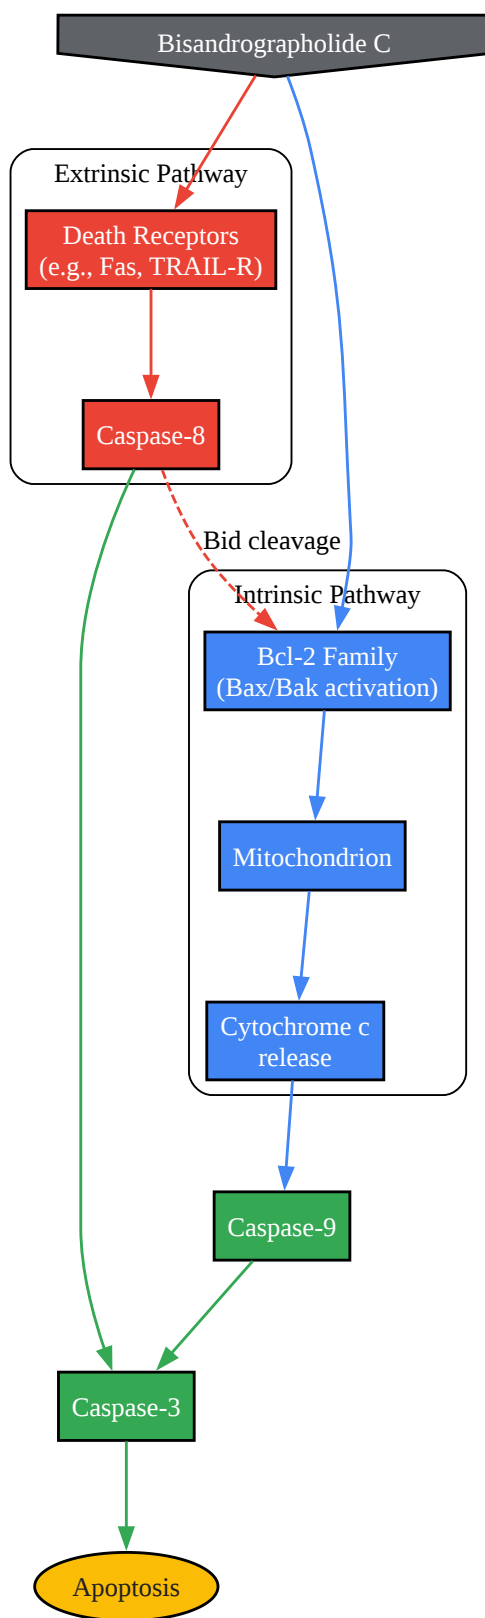 Bisandrographolide C
Extrinsic Pathway
Death Receptors
(e.g., Fas, TRAIL-R)
Caspase-8
Bid cleavage
Intrinsic Pathway
Bcl-2 Family
(Bax/Bak activation)
Mitochondrion
Cytochrome c
release
Caspase-9
Caspase-3
Apoptosis